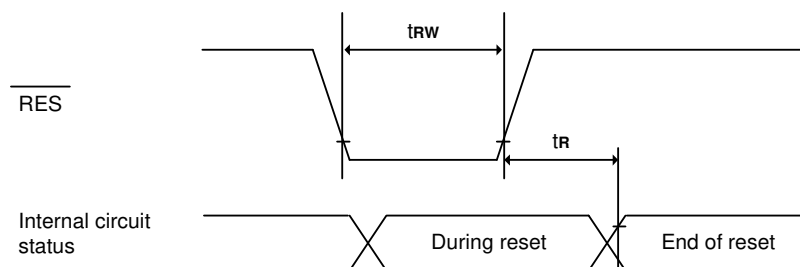 tRW
RES
tR
Internal circuit
status
During reset
End of reset